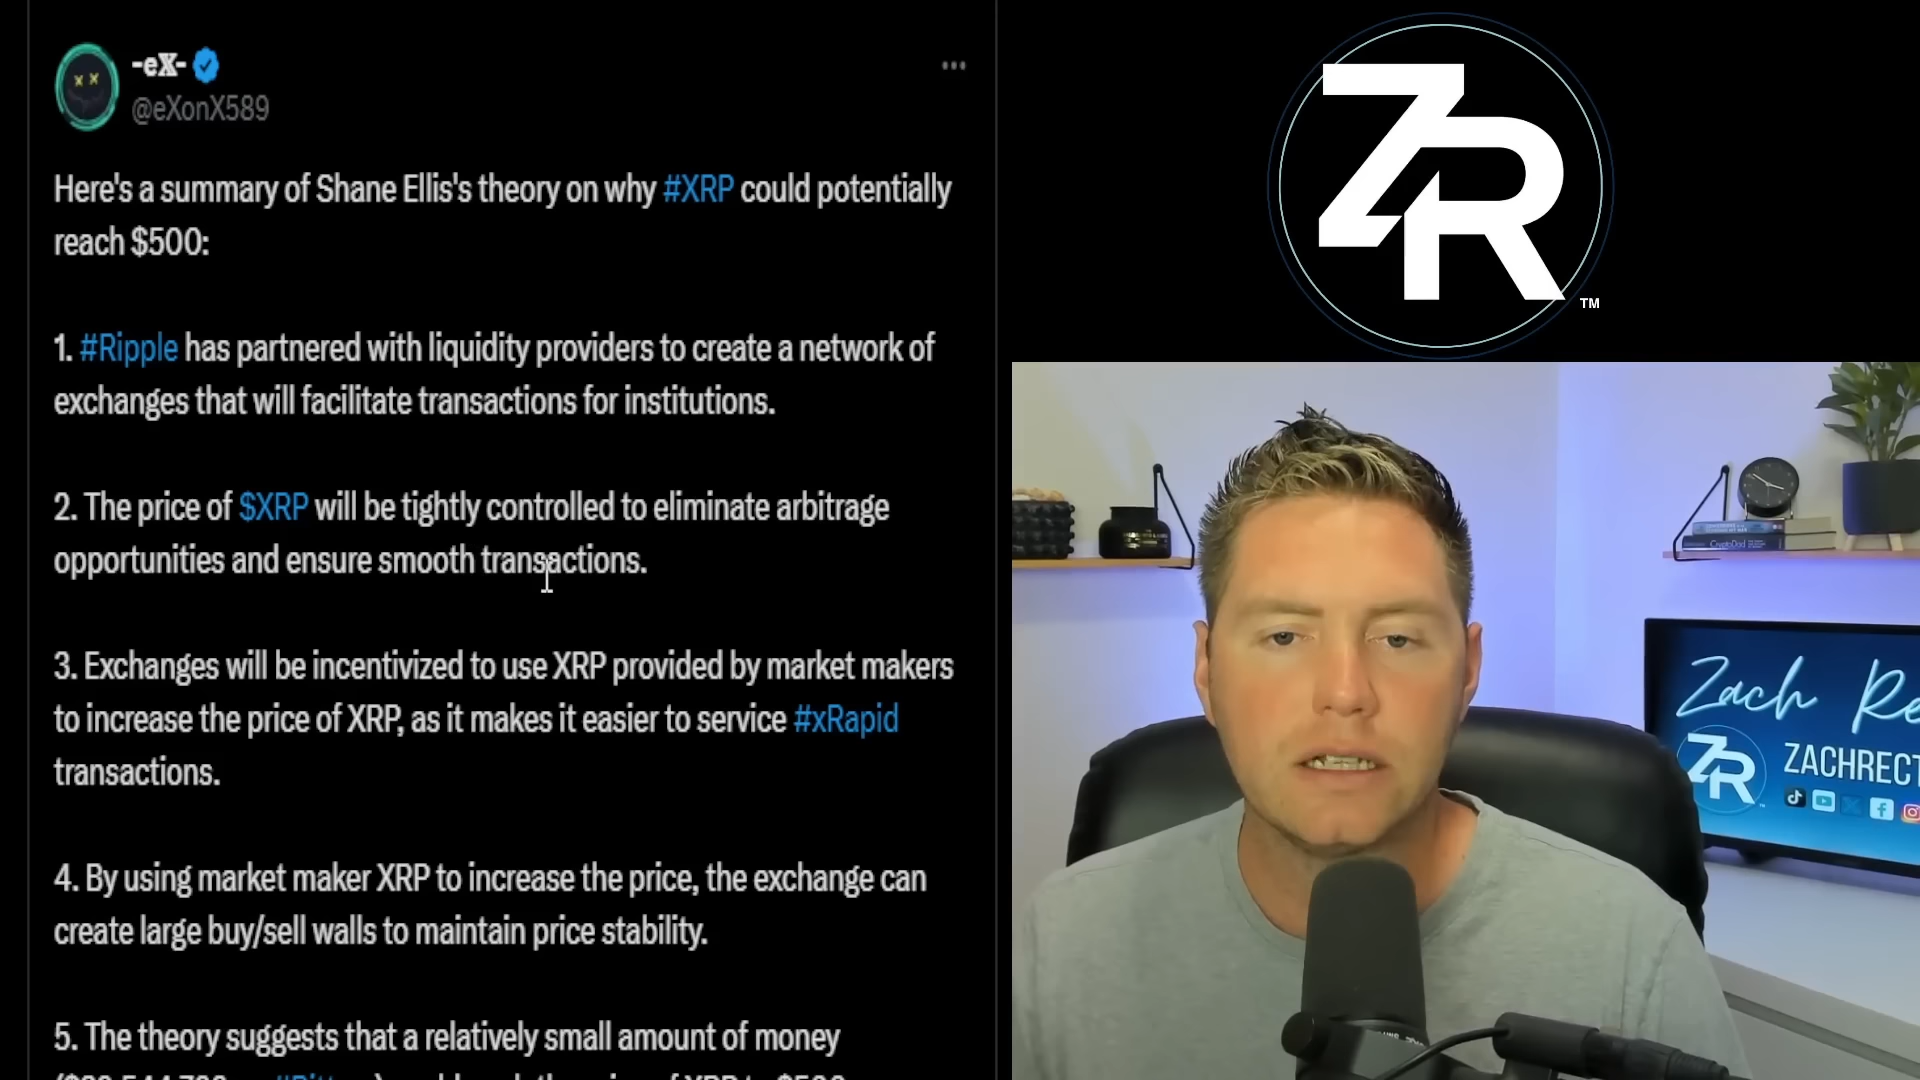 -eX-
@eXonX589
Here's a summary of Shane Ellis's theory on why #XRP could potentially
reach $500:
1. #Ripple has partnered with liquidity providers to create a network of
exchanges that will facilitate transactions for institutions.
2. The price of $XRP will be tightly controlled to eliminate arbitrage
opportunities and ensure smooth transactions.
3. Exchanges will be incentivized to use XRP provided by market makers
to increase the price of XRP, as it makes it easier to service #xRapid
transactions.
4. By using market maker XRP to increase the price, the exchange can
create large buy/sell walls to maintain price stability.
5. The theory suggests that a relatively small amount of money
ZR
TM
CryptoDad
Zach Re
ZR
ZACHRECT